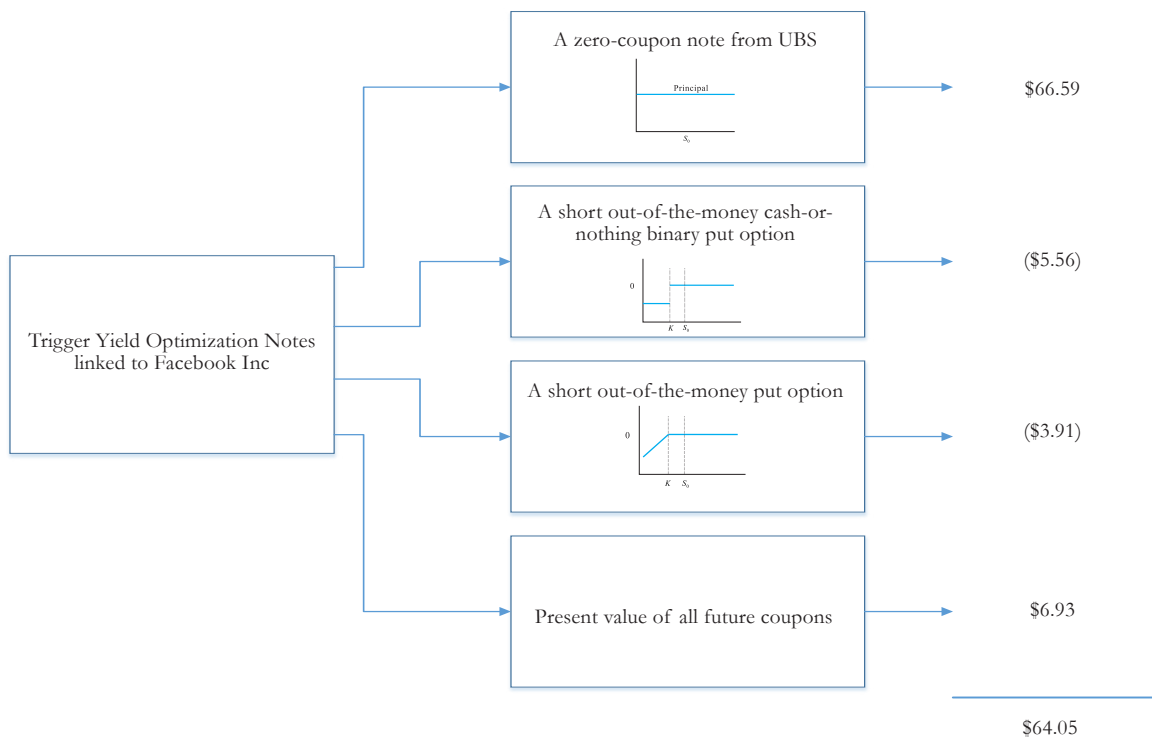 A zero-coupon note from UBS
Principal
S0
$66.59
A short out-of-the-money cash-or-
nothing binary put option
0
K
S0
($5.56)
Trigger Yield Optimization Notes
linked to Facebook Inc
A short out-of-the-money put option
0
K
S0
($3.91)
Present value of all future coupons
$6.93
$64.05